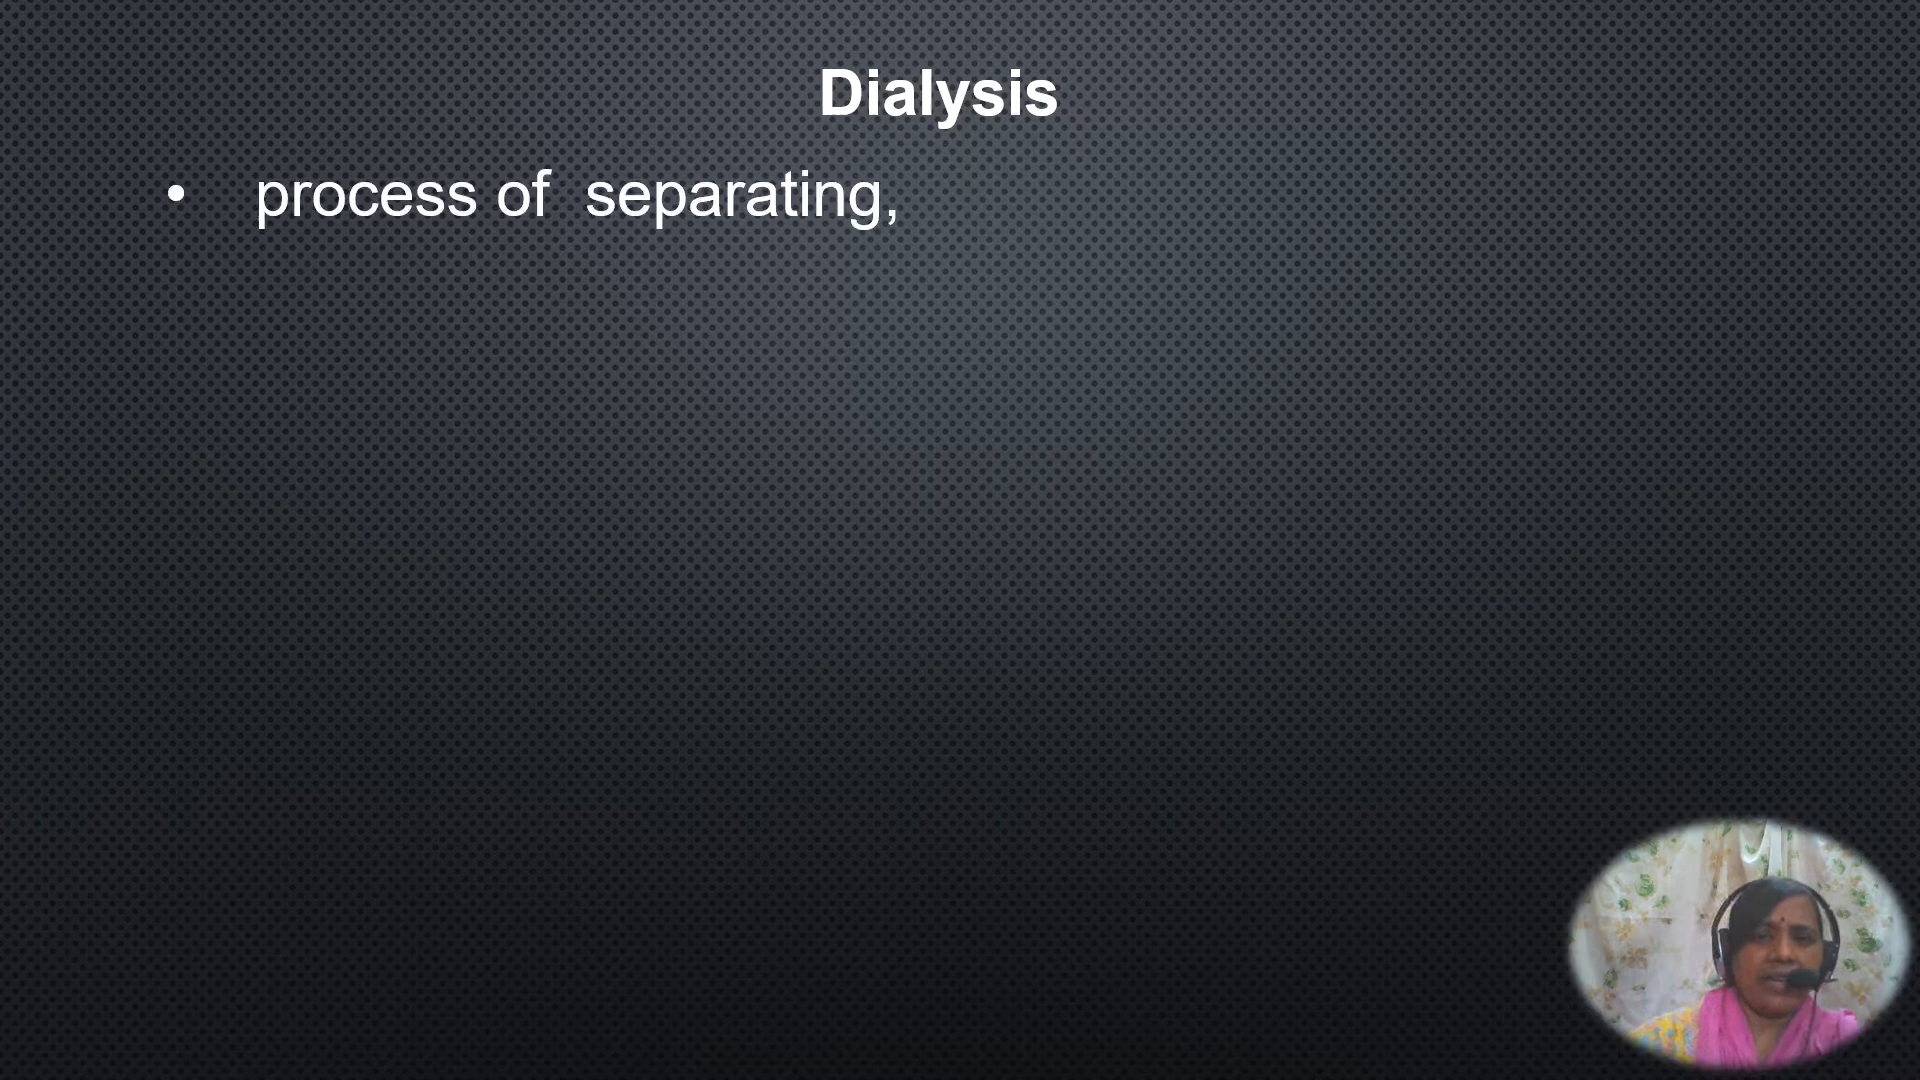 Dialysis
• process of  separating,